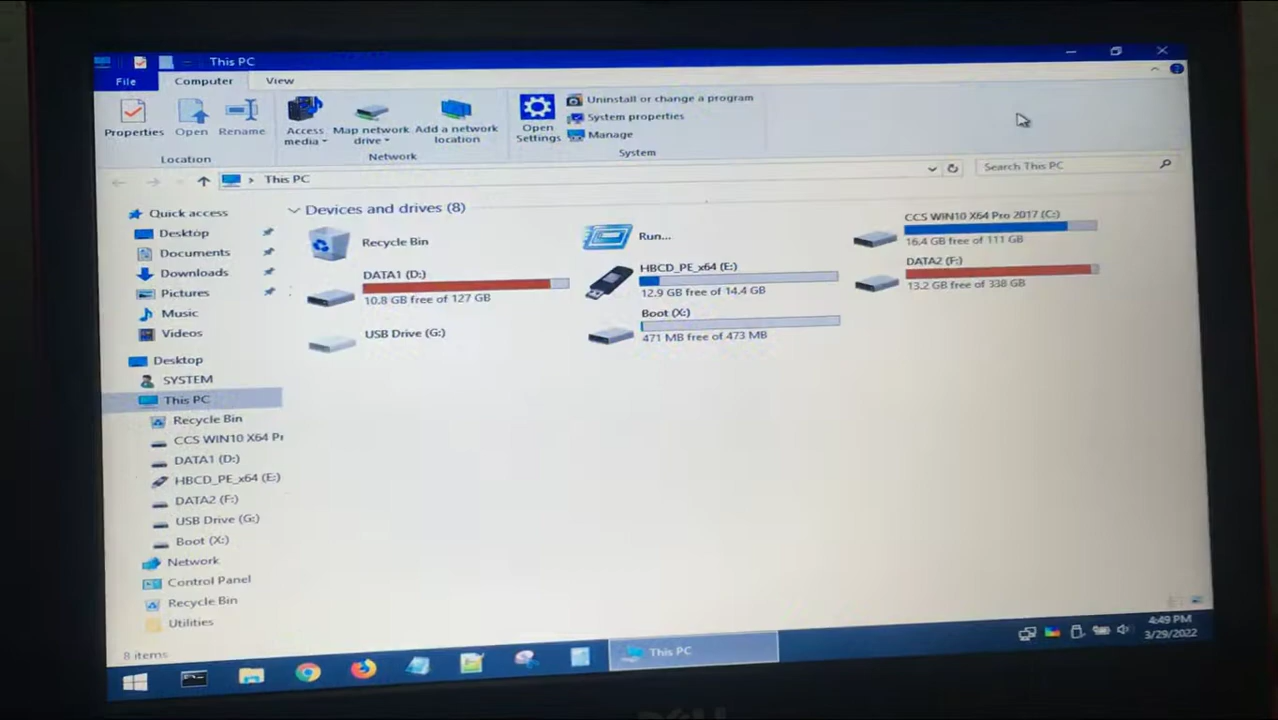 This PC
File
Computer
View
Properties
Open
Rename
Access media
Map network drive
Add a network location
Open Settings
Uninstall or change a program
System properties
Manage
Location
Network
System
This PC
Search This PC
Quick access
Desktop
Documents
Downloads
Pictures
Music
Videos
Desktop
SYSTEM
This PC
Recycle Bin
CCS WIN10 X64 Pr
DATA1 (D:)
HBCD_PE_x64 (E:)
DATA2 (F:)
USB Drive (G:)
Boot (X:)
Network
Control Panel
Recycle Bin
Utilities
Devices and drives (8)
Recycle Bin
Run...
CCS WIN10 X64 Pro 2017 (C:)
16.4 GB free of 111 GB
DATA1 (D:)
10.8 GB free of 127 GB
HBCD_PE_x64 (E:)
12.9 GB free of 14.4 GB
DATA2 (F:)
13.2 GB free of 338 GB
USB Drive (G:)
Boot (X:)
471 MB free of 473 MB
8 items
This PC
4:49 PM
3/29/2022
DELL